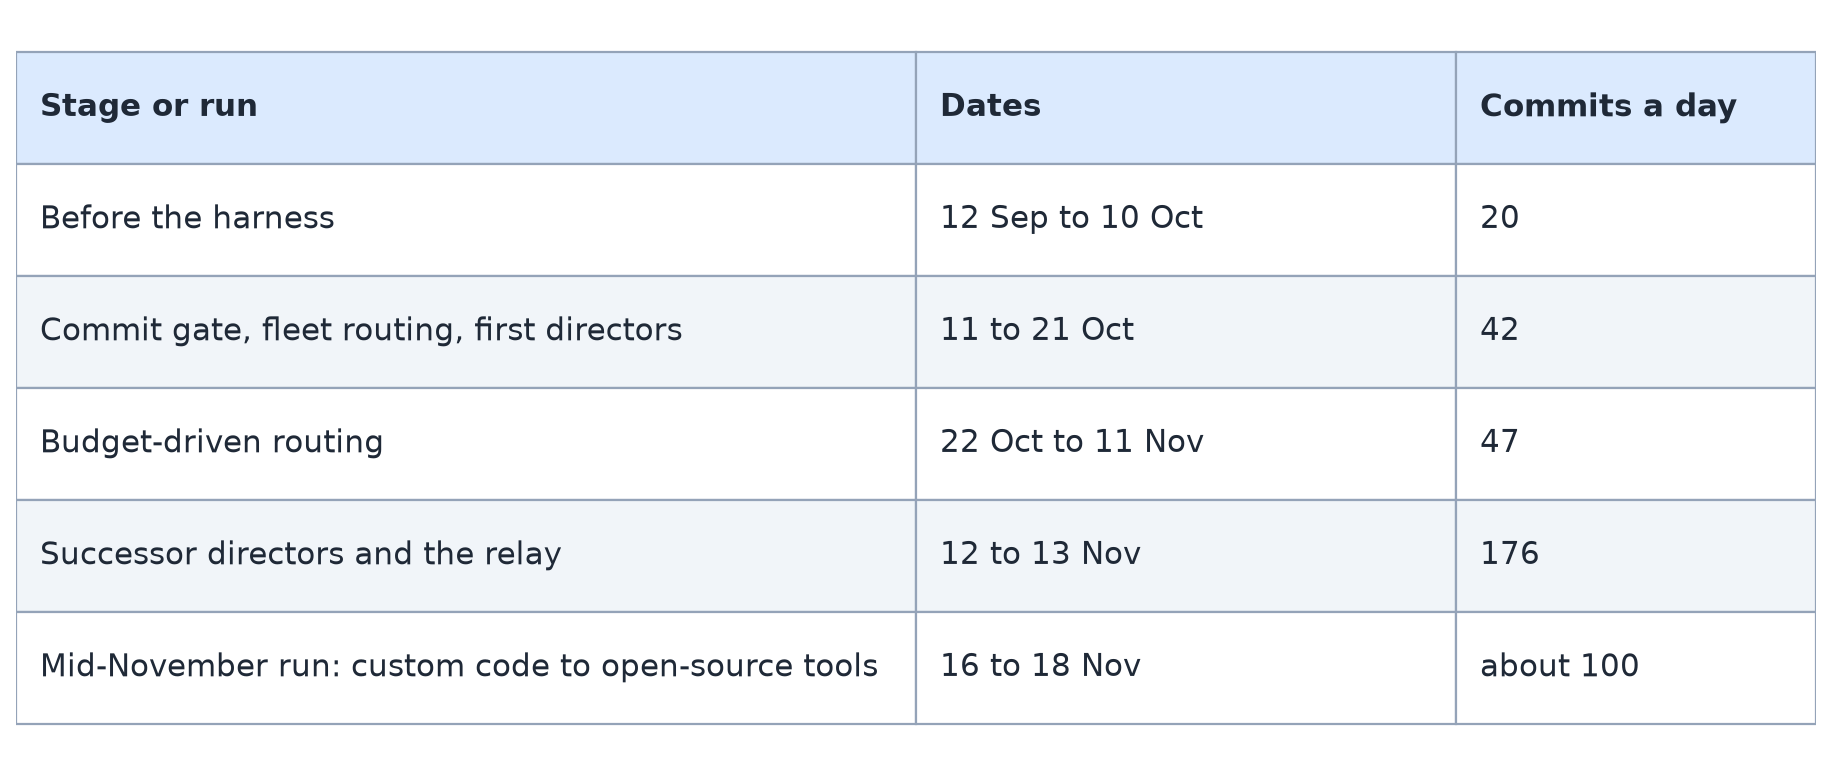 Stage or run Dates Commits a day
Before the harness 12 Sep to 10 Oct 20
Commit gate, fleet routing, first directors 11 to 21 Oct 42
Budget-driven routing 22 Oct to 11 Nov 47
Successor directors and the relay 12 to 13 Nov 176
Mid-November run: custom code to open-source tools 16 to 18 Nov about 100